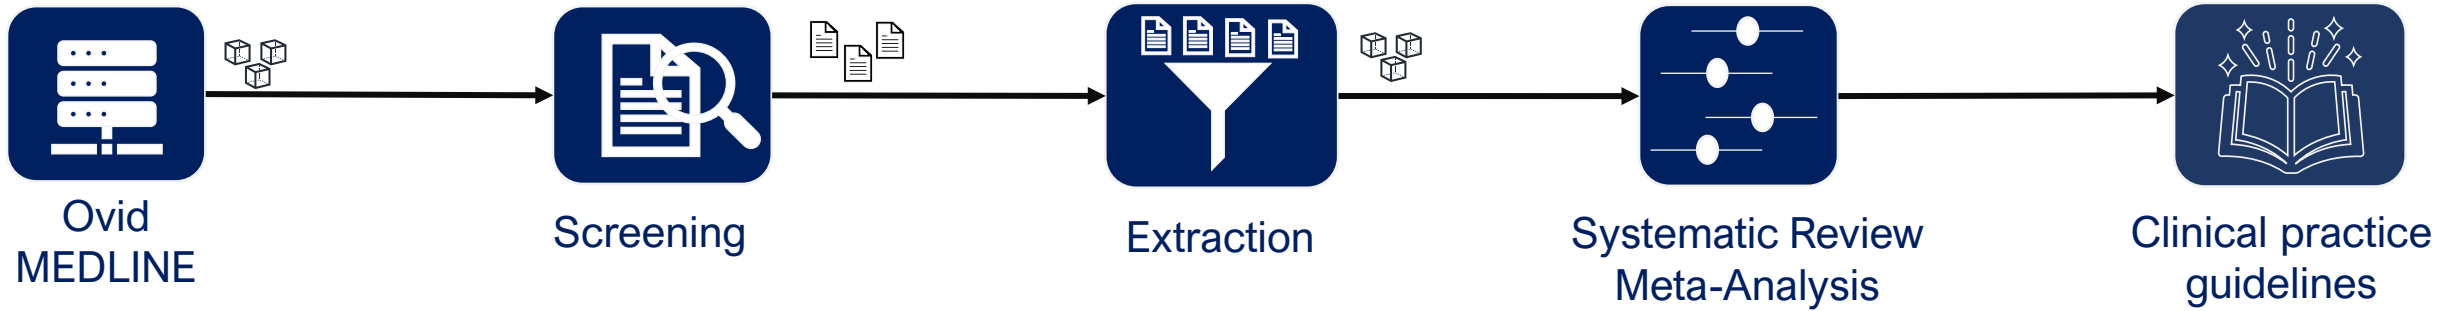 Ovid
MEDLINE
Screening
Extraction
Systematic Review
Meta-Analysis
Clinical practice
guidelines